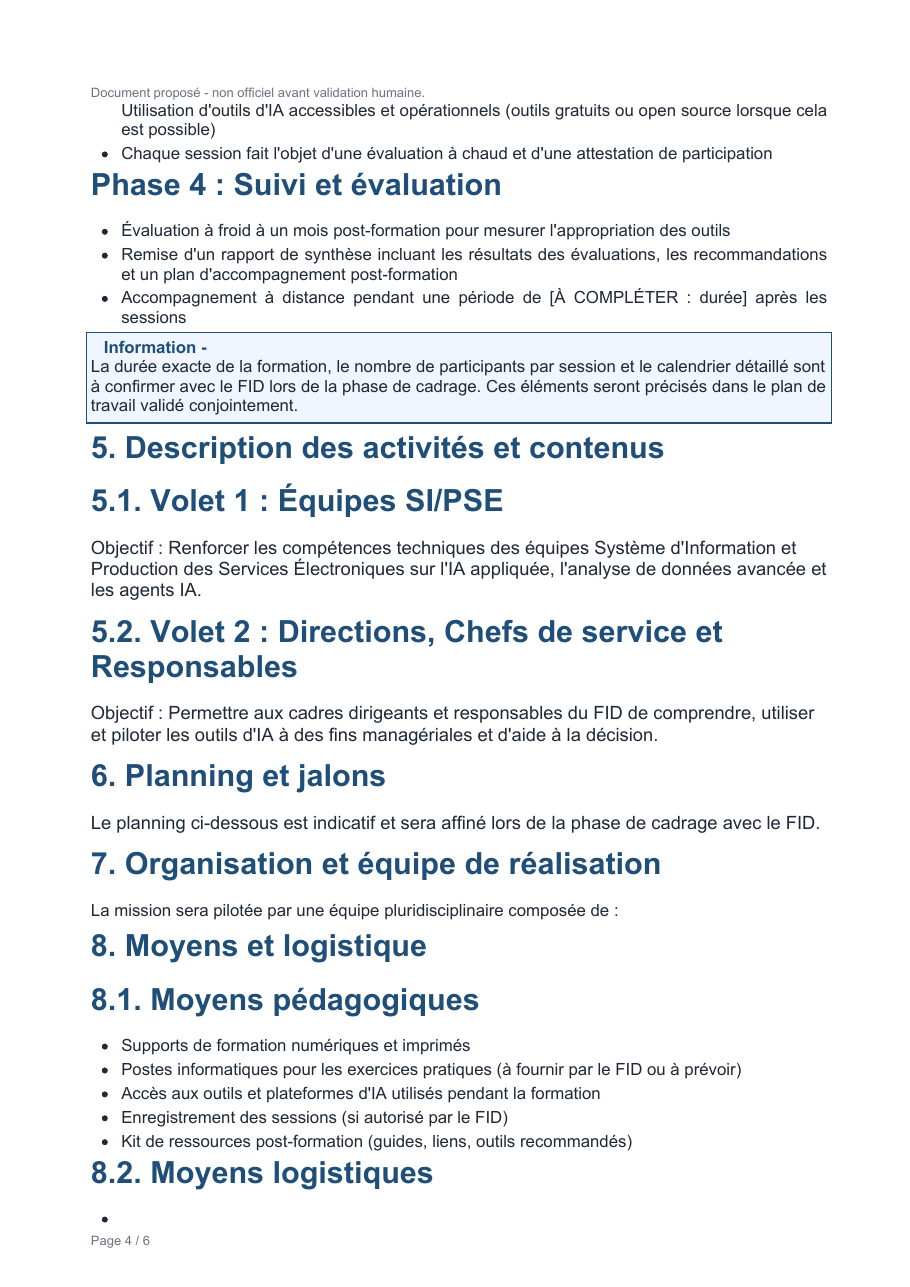 Document proposé - non officiel avant validation humaine.
Utilisation d'outils d'IA accessibles et opérationnels (outils gratuits ou open source lorsque cela
est possible)
• Chaque session fait l'objet d'une évaluation à chaud et d'une attestation de participation
Phase 4 : Suivi et évaluation
• Évaluation à froid à un mois post-formation pour mesurer l'appropriation des outils
• Remise d'un rapport de synthèse incluant les résultats des évaluations, les recommandations
et un plan d'accompagnement post-formation
• Accompagnement à distance pendant une période de [À COMPLÉTER : durée] après les
sessions
Information -
La durée exacte de la formation, le nombre de participants par session et le calendrier détaillé sont
à confirmer avec le FID lors de la phase de cadrage. Ces éléments seront précisés dans le plan de
travail validé conjointement.
5. Description des activités et contenus
5.1. Volet 1 : Équipes SI/PSE
Objectif : Renforcer les compétences techniques des équipes Système d'Information et
Production des Services Électroniques sur l'IA appliquée, l'analyse de données avancée et
les agents IA.
5.2. Volet 2 : Directions, Chefs de service et
Responsables
Objectif : Permettre aux cadres dirigeants et responsables du FID de comprendre, utiliser
et piloter les outils d'IA à des fins managériales et d'aide à la décision.
6. Planning et jalons
Le planning ci-dessous est indicatif et sera affiné lors de la phase de cadrage avec le FID.
7. Organisation et équipe de réalisation
La mission sera pilotée par une équipe pluridisciplinaire composée de :
8. Moyens et logistique
8.1. Moyens pédagogiques
• Supports de formation numériques et imprimés
• Postes informatiques pour les exercices pratiques (à fournir par le FID ou à prévoir)
• Accès aux outils et plateformes d'IA utilisés pendant la formation
• Enregistrement des sessions (si autorisé par le FID)
• Kit de ressources post-formation (guides, liens, outils recommandés)
8.2. Moyens logistiques
•
Page 4 / 6